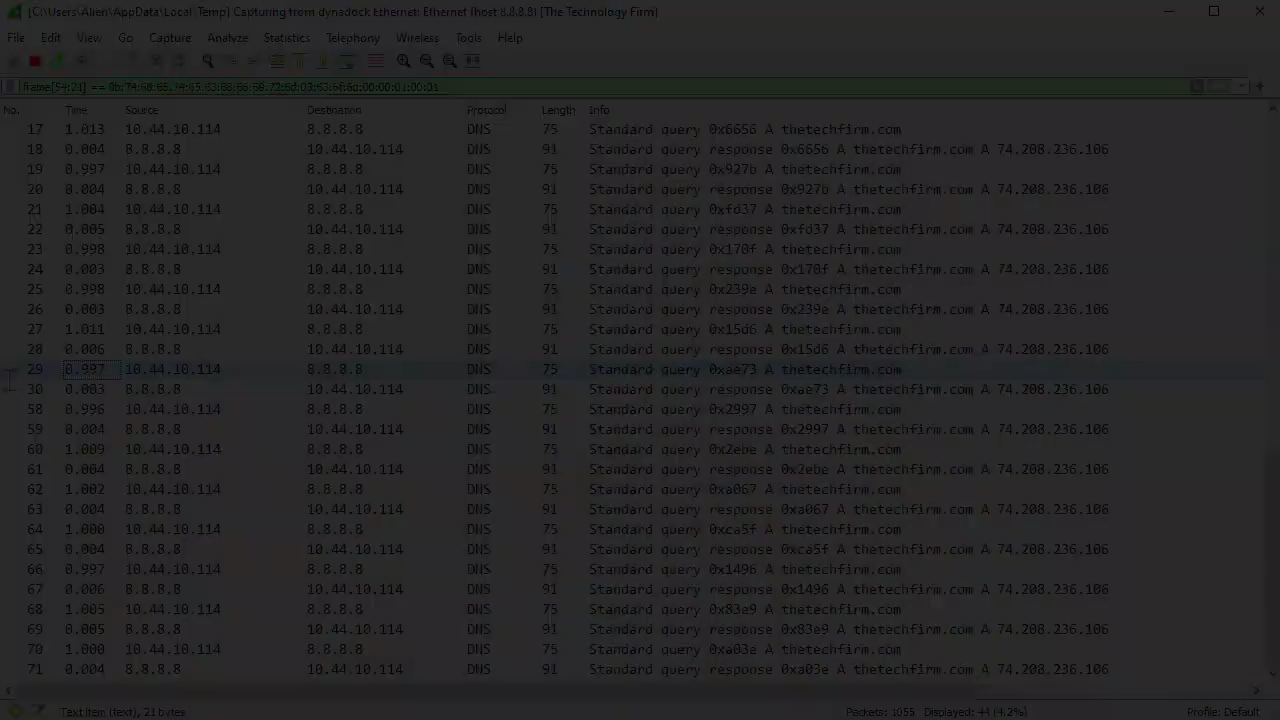 [C:\Users\Alien\AppData\Local\Temp] Capturing from dynadock Ethernet: Ethernet (host 8.8.8.8) [The Technology Firm]
File Edit View Go Capture Analyze Statistics Telephony Wireless Tools Help
No. Time Source Destination Protocol Length Info
17 1.013 10.44.10.114 8.8.8.8 DNS 75 Standard query 0x665b A thetechfirm.com
18 0.004 8.8.8.8 10.44.10.114 DNS 91 Standard query response 0x665b A thetechfirm.com A 74.208.236.106
19 0.997 10.44.10.114 8.8.8.8 DNS 75 Standard query 0x927b A thetechfirm.com
20 0.004 8.8.8.8 10.44.10.114 DNS 91 Standard query response 0x927b A thetechfirm.com A 74.208.236.106
21 1.004 10.44.10.114 8.8.8.8 DNS 75 Standard query 0xfd37 A thetechfirm.com
22 0.005 8.8.8.8 10.44.10.114 DNS 91 Standard query response 0xfd37 A thetechfirm.com A 74.208.236.106
23 0.998 10.44.10.114 8.8.8.8 DNS 75 Standard query 0x170f A thetechfirm.com
24 0.003 8.8.8.8 10.44.10.114 DNS 91 Standard query response 0x170f A thetechfirm.com A 74.208.236.106
25 0.998 10.44.10.114 8.8.8.8 DNS 75 Standard query 0x239e A thetechfirm.com
26 0.003 8.8.8.8 10.44.10.114 DNS 91 Standard query response 0x239e A thetechfirm.com A 74.208.236.106
27 1.011 10.44.10.114 8.8.8.8 DNS 75 Standard query 0x15d6 A thetechfirm.com
28 0.006 8.8.8.8 10.44.10.114 DNS 91 Standard query response 0x15d6 A thetechfirm.com A 74.208.236.106
29 0.997 10.44.10.114 8.8.8.8 DNS 75 Standard query 0xae73 A thetechfirm.com
30 0.003 8.8.8.8 10.44.10.114 DNS 91 Standard query response 0xae73 A thetechfirm.com A 74.208.236.106
58 0.996 10.44.10.114 8.8.8.8 DNS 75 Standard query 0x2997 A thetechfirm.com
59 0.004 8.8.8.8 10.44.10.114 DNS 91 Standard query response 0x2997 A thetechfirm.com A 74.208.236.106
60 1.009 10.44.10.114 8.8.8.8 DNS 75 Standard query 0x2ebe A thetechfirm.com
61 0.004 8.8.8.8 10.44.10.114 DNS 91 Standard query response 0x2ebe A thetechfirm.com A 74.208.236.106
62 1.002 10.44.10.114 8.8.8.8 DNS 75 Standard query 0xa067 A thetechfirm.com
63 0.004 8.8.8.8 10.44.10.114 DNS 91 Standard query response 0xa067 A thetechfirm.com A 74.208.236.106
64 1.000 10.44.10.114 8.8.8.8 DNS 75 Standard query 0xca5f A thetechfirm.com
65 0.004 8.8.8.8 10.44.10.114 DNS 91 Standard query response 0xca5f A thetechfirm.com A 74.208.236.106
66 0.997 10.44.10.114 8.8.8.8 DNS 75 Standard query 0x1496 A thetechfirm.com
67 0.006 8.8.8.8 10.44.10.114 DNS 91 Standard query response 0x1496 A thetechfirm.com A 74.208.236.106
68 1.005 10.44.10.114 8.8.8.8 DNS 75 Standard query 0x83e9 A thetechfirm.com
69 0.005 8.8.8.8 10.44.10.114 DNS 91 Standard query response 0x83e9 A thetechfirm.com A 74.208.236.106
70 1.000 10.44.10.114 8.8.8.8 DNS 75 Standard query 0xa03e A thetechfirm.com
71 0.004 8.8.8.8 10.44.10.114 DNS 91 Standard query response 0xa03e A thetechfirm.com A 74.208.236.106
Text item (text), 21 bytes Packets: 1055 Displayed: 44 (4.2%) Profile: Default